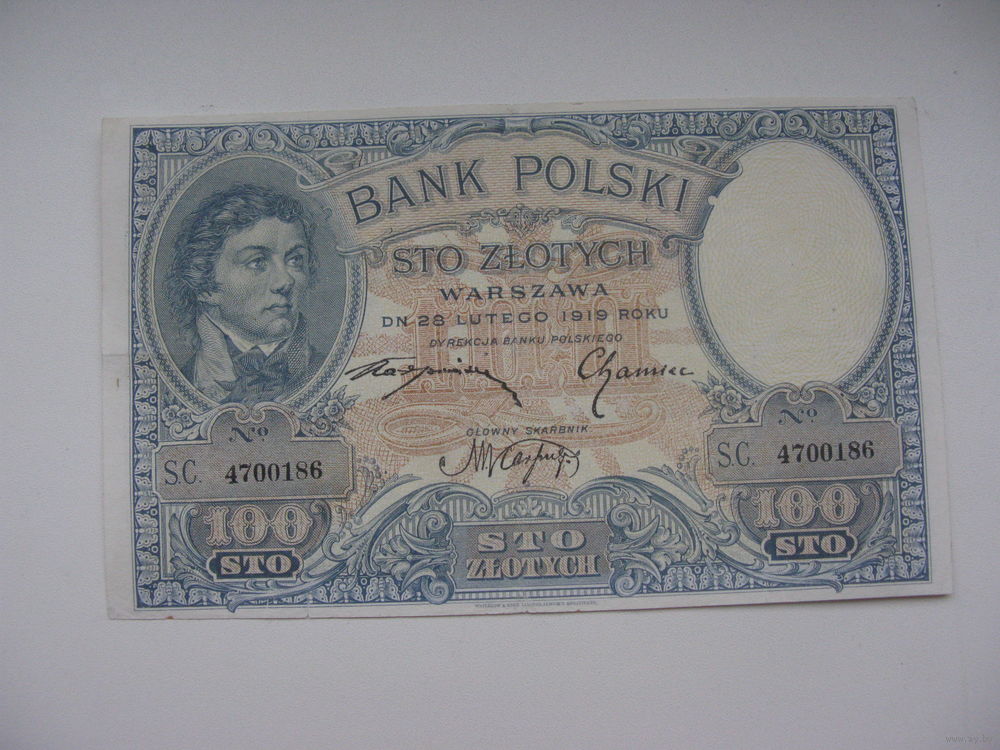 BANK POLSKI
STO ZŁOTYCH
WARSZAWA
DN 28 LUTEGO 1919 ROKU
DYREKCJA BANKU POLSKIEGO
Chamiec
GŁÓWNY SKARBNIK
Nº
S.C. 4700186
100
STO
Nº
S.C. 4700186
100
STO
STO
ZŁOTYCH